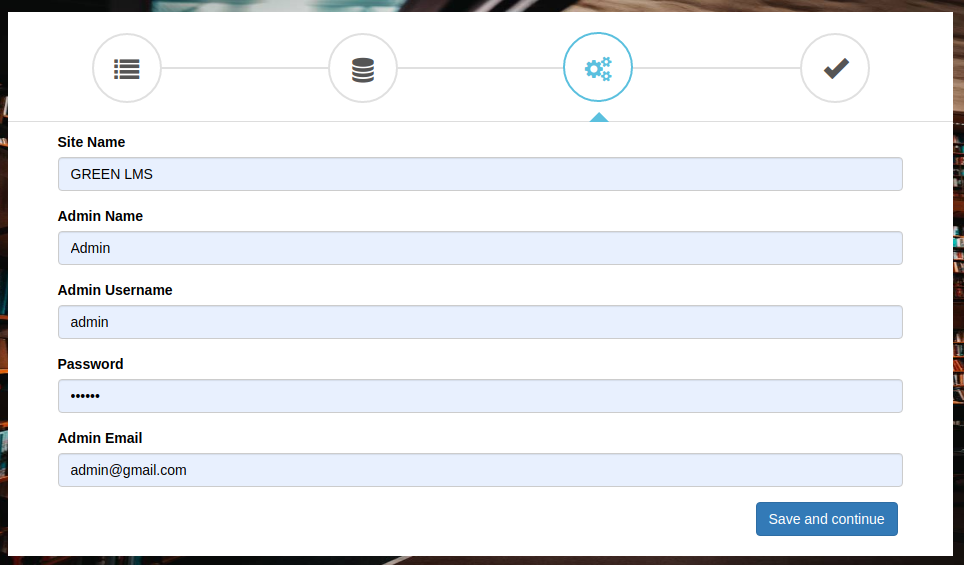 Site Name
GREEN LMS
Admin Name
Admin
Admin Username
admin
Password
••••••
Admin Email
admin@gmail.com
Save and continue